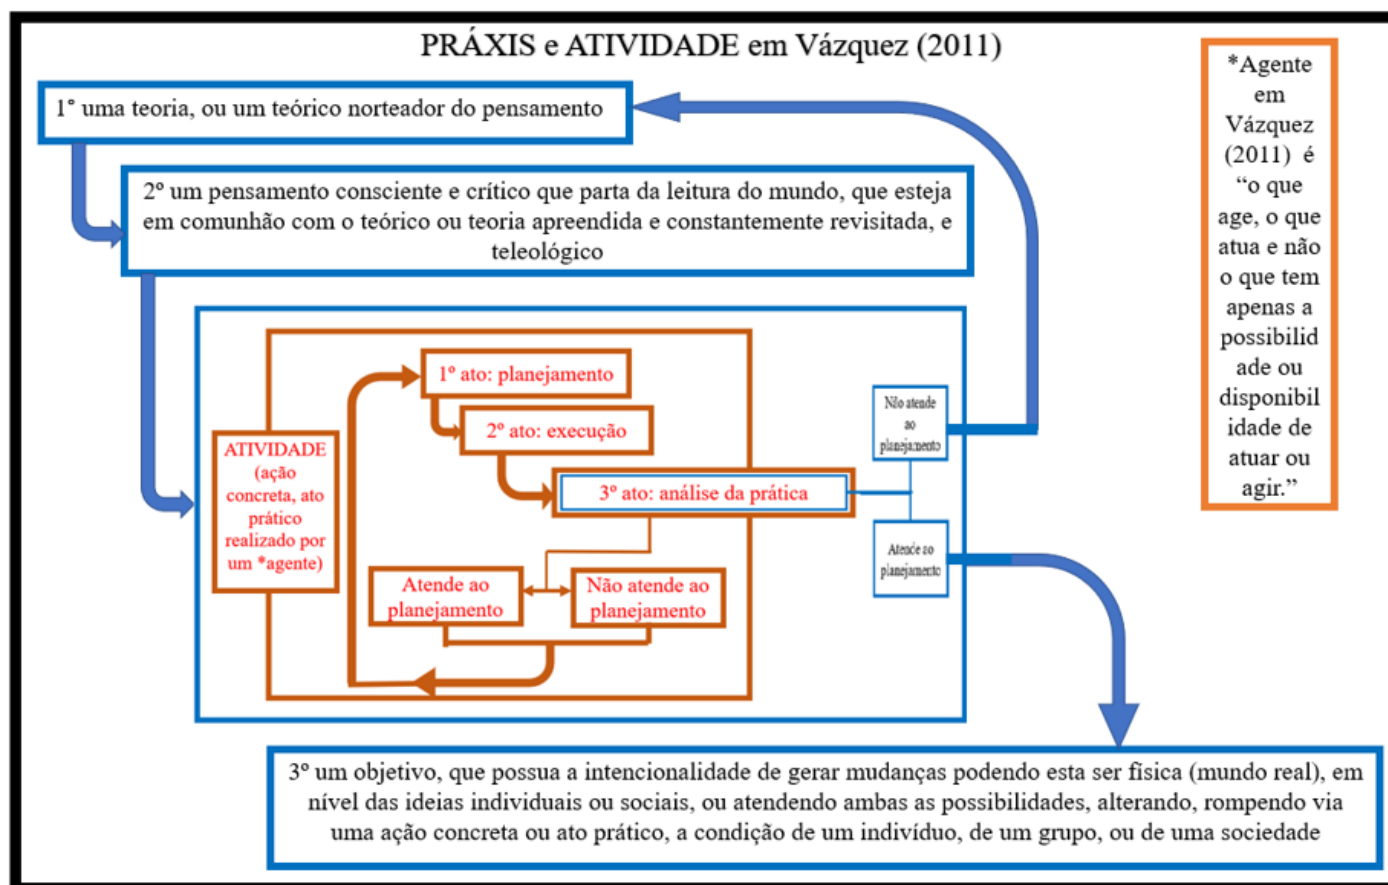 PRÁXIS e ATIVIDADE em Vázquez (2011)
1° uma teoria, ou um teórico norteador do pensamento
2º um pensamento consciente e crítico que parta da leitura do mundo, que esteja
em comunhão com o teórico ou teoria apreendida e constantemente revisitada, e
teleológico
1º ato: planejamento
2º ato: execução
3º ato: análise da prática
ATIVIDADE
(ação
concreta, ato
prático
realizado por
um *agente)
Atende ao
planejamento
Não atende ao
planejamento
Não atende
ao
planejamento
Atende ao
planejamento
3º um objetivo, que possua a intencionalidade de gerar mudanças podendo esta ser física (mundo real), em
nível das ideias individuais ou sociais, ou atendendo ambas as possibilidades, alterando, rompendo via
uma ação concreta ou ato prático, a condição de um indivíduo, de um grupo, ou de uma sociedade
*Agente
em
Vázquez
(2011) é
“o que
age, o que
atua e não
o que tem
apenas a
possibilid
ade ou
disponibil
idade de
atuar ou
agir.”